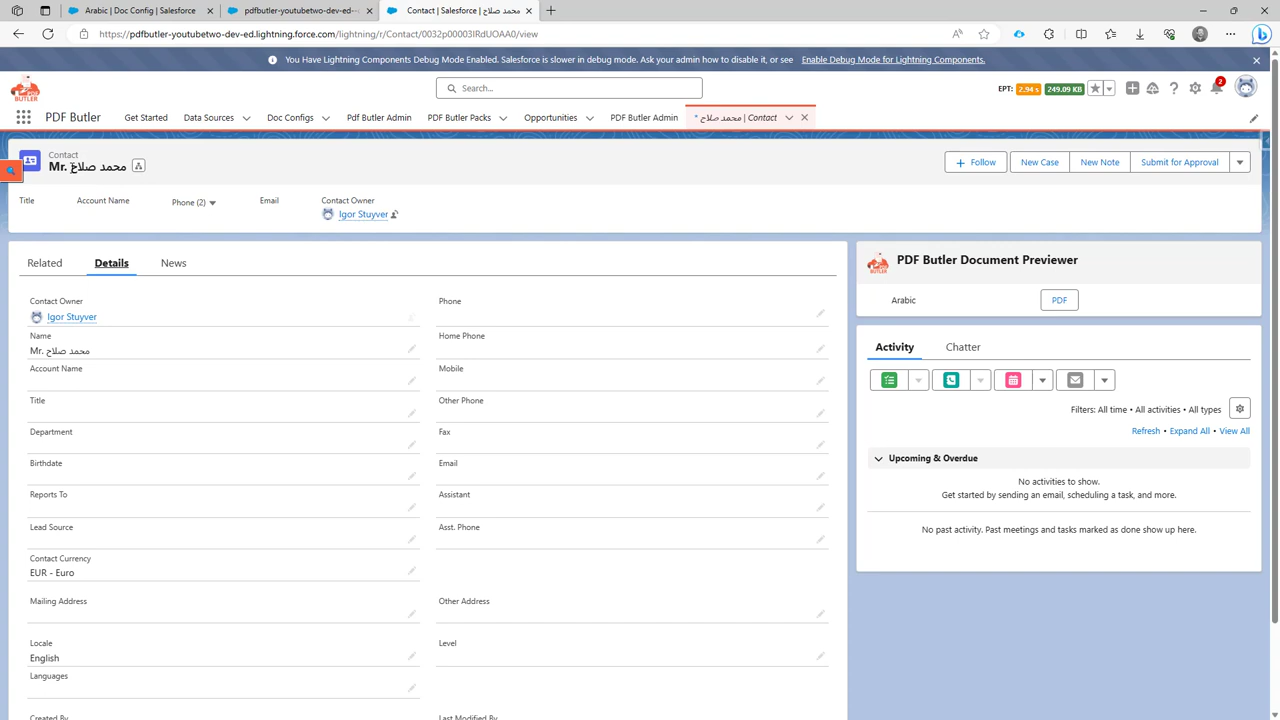 Arabic | Doc Config | Salesforce
pdfbutler-youtubetwo-dev-ed--
محمد صلاح | Contact | Salesforce
https://pdfbutler-youtubetwo-dev-ed.lightning.force.com/lightning/r/Contact/0032p00003IRdUOAA0/view
You Have Lightning Components Debug Mode Enabled. Salesforce is slower in debug mode. Ask your admin how to disable it, or see Enable Debug Mode for Lightning Components.
PDF BUTLER
Search...
EPT: 2.94 s 249.09 KB
2
PDF Butler
Get Started
Data Sources
Doc Configs
Pdf Butler Admin
PDF Butler Packs
Opportunities
PDF Butler Admin
* محمد صلاح | Contact
Contact
Mr. محمد صلاح
Follow
New Case
New Note
Submit for Approval
Title
Account Name
Phone (2)
Email
Contact Owner
Igor Stuyver
Related
Details
News
Contact Owner
Igor Stuyver
Phone
Name
Mr. محمد صلاح
Home Phone
Account Name
Mobile
Title
Other Phone
Department
Fax
Birthdate
Email
Reports To
Assistant
Lead Source
Asst. Phone
Contact Currency
EUR - Euro
Mailing Address
Other Address
Locale
English
Level
Languages
Created By
Last Modified By
PDF Butler Document Previewer
Arabic
PDF
Activity
Chatter
Filters: All time • All activities • All types
Refresh • Expand All • View All
Upcoming & Overdue
No activities to show.
Get started by sending an email, scheduling a task, and more.
No past activity. Past meetings and tasks marked as done show up here.